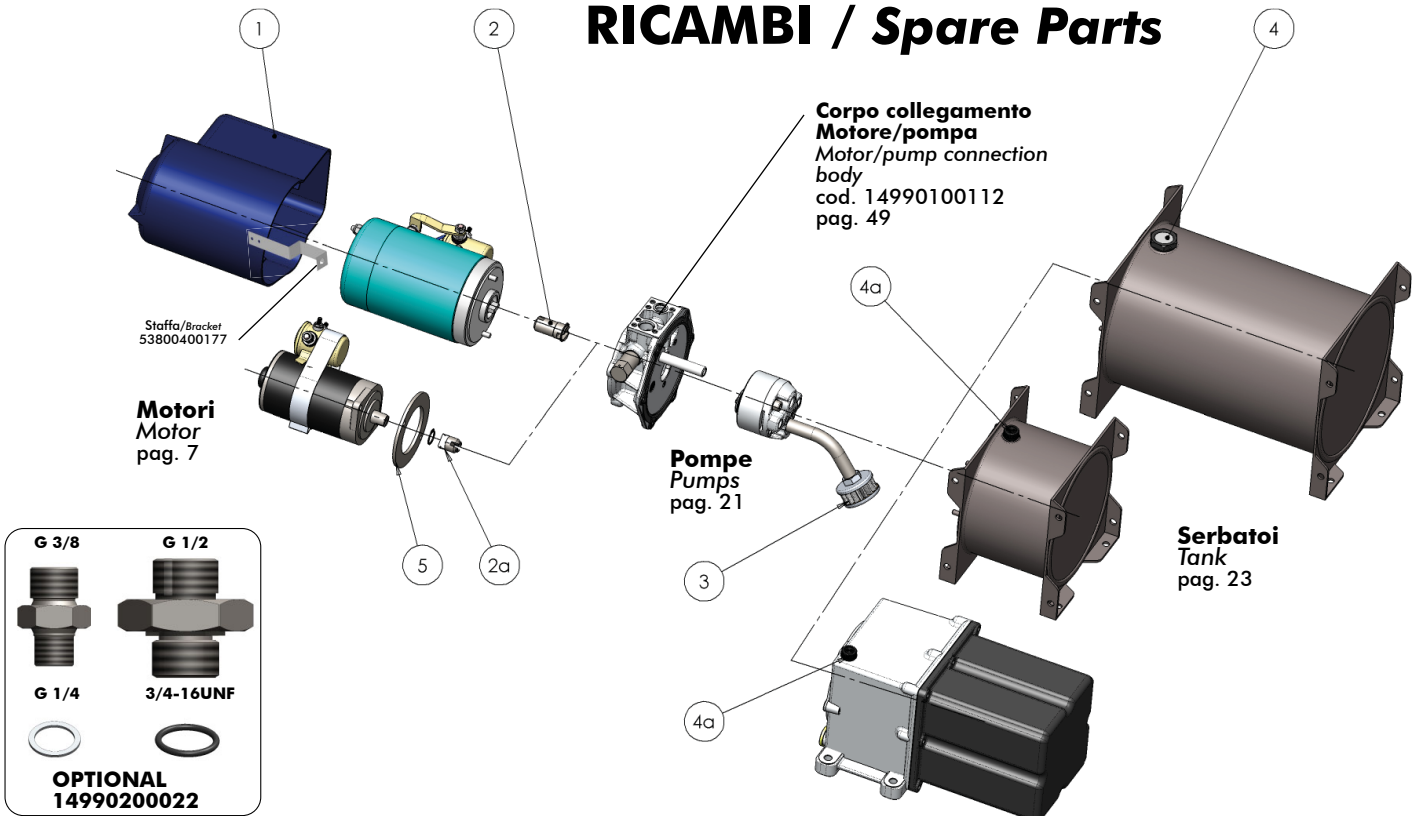 RICAMBI / Spare Parts
1
2
4
Corpo collegamento
Motore/pompa
Motor/pump connection
body
cod. 14990100112
pag. 49
4a
Staffa/Bracket
53800400177
Motori
Motor
pag. 7
Pompe
Pumps
pag. 21
Serbatoi
Tank
pag. 23
5
2a
3
4a
G 3/8
G 1/2
G 1/4
3/4-16UNF
OPTIONAL
14990200022